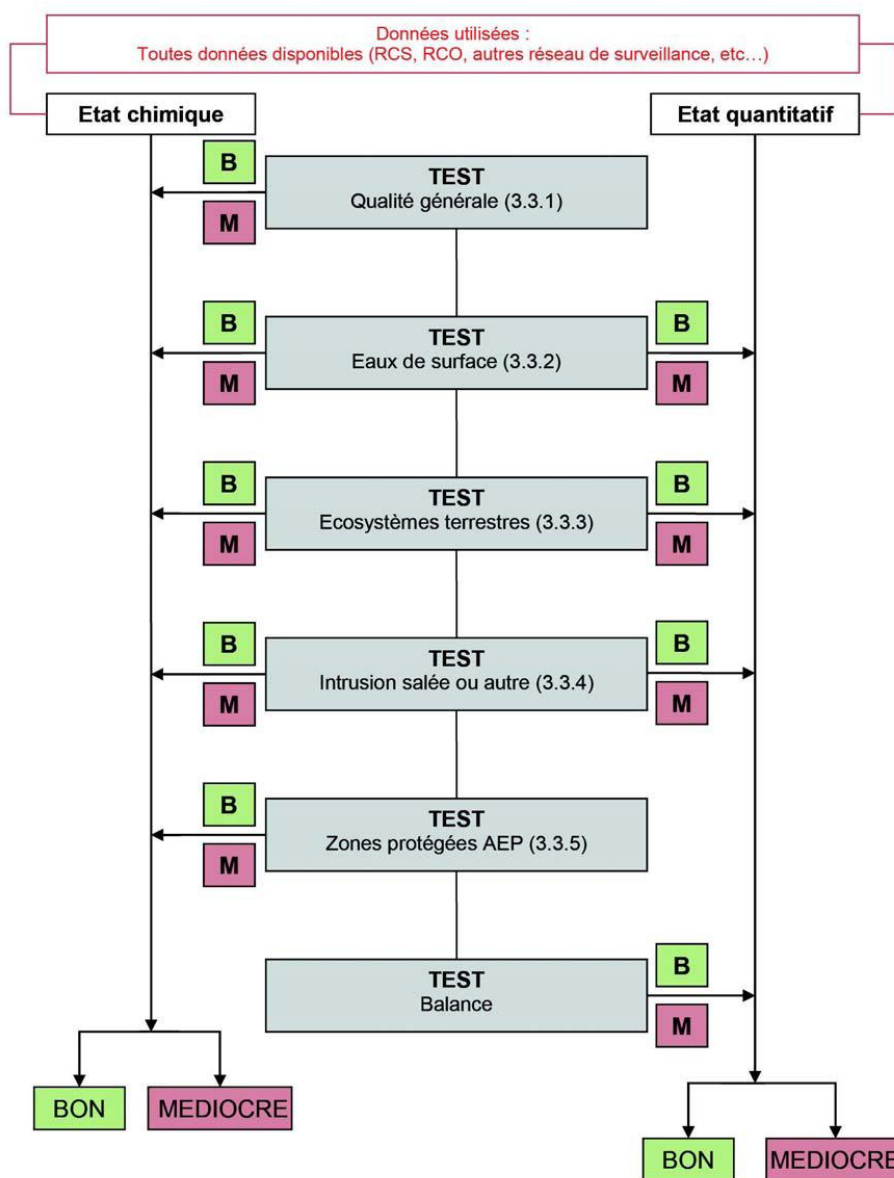 Données utilisées :
Toutes données disponibles (RCS, RCO, autres réseau de surveillance, etc…)
Etat chimique
Etat quantitatif
B
TEST
Qualité générale (3.3.1)
M
B
TEST
Eaux de surface (3.3.2)
B
M
M
B
TEST
Ecosystèmes terrestres (3.3.3)
B
M
M
B
TEST
Intrusion salée ou autre (3.3.4)
B
M
M
B
TEST
Zones protégées AEP (3.3.5)
M
TEST
Balance
B
M
BON
MEDIOCRE
BON
MEDIOCRE